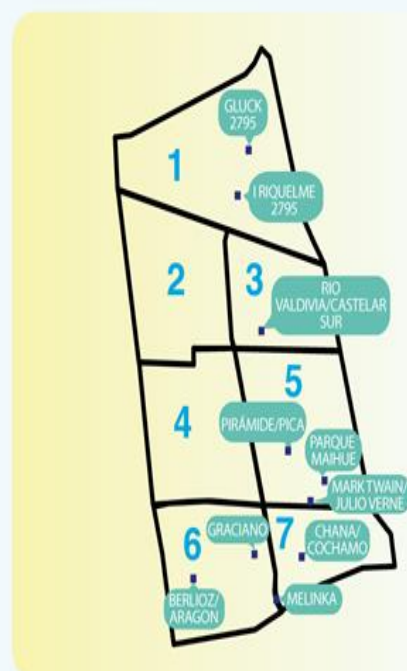 GLUCK
2795
1
I RIQUELME
2795
2
3
RIO
VALDIVIA/CASTELAR
SUR
5
4
PIRÁMIDE/PICA
PARQUE
MAIHUE
MARK TWAIN/
JULIO VERNE
6
GRACIANO
7
CHANA/
COCHAMO
BERLIOZ/
ARAGON
MELINKA